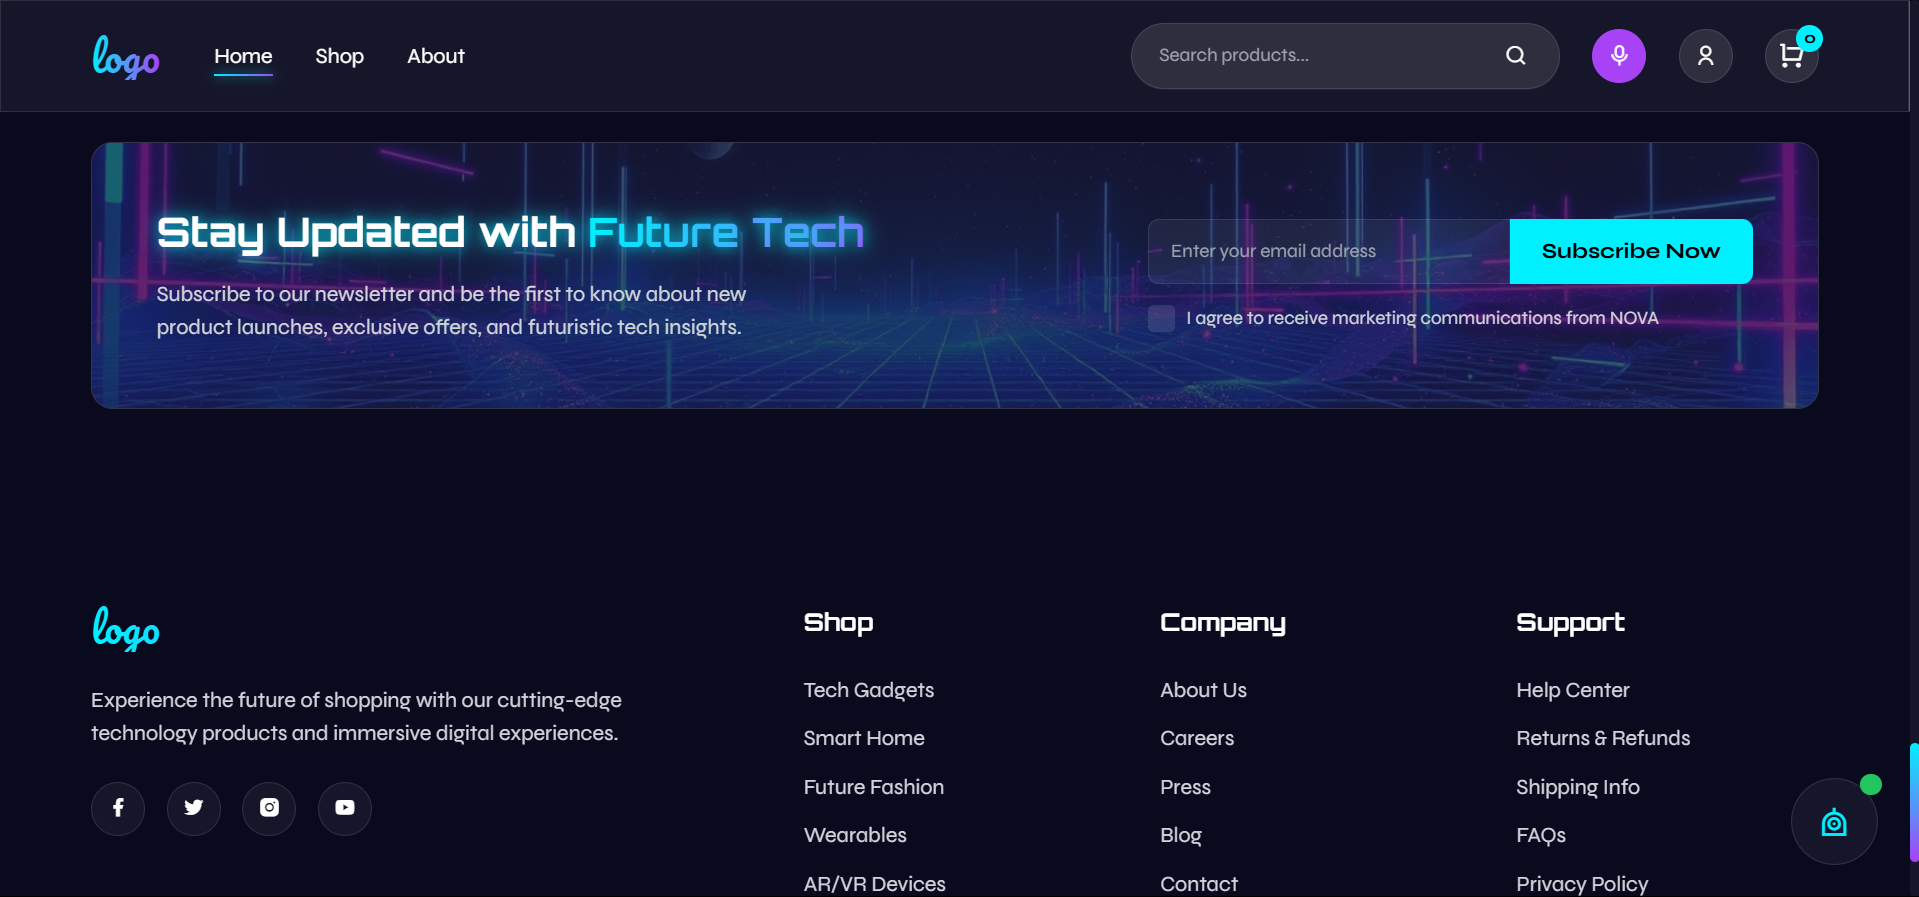 logo
Home
Shop
About
Search products...
0
Stay Updated with Future Tech
Subscribe to our newsletter and be the first to know about new
product launches, exclusive offers, and futuristic tech insights.
Enter your email address
Subscribe Now
I agree to receive marketing communications from NOVA
logo
Experience the future of shopping with our cutting-edge
technology products and immersive digital experiences.
Shop
Tech Gadgets
Smart Home
Future Fashion
Wearables
AR/VR Devices
Company
About Us
Careers
Press
Blog
Contact
Support
Help Center
Returns & Refunds
Shipping Info
FAQs
Privacy Policy